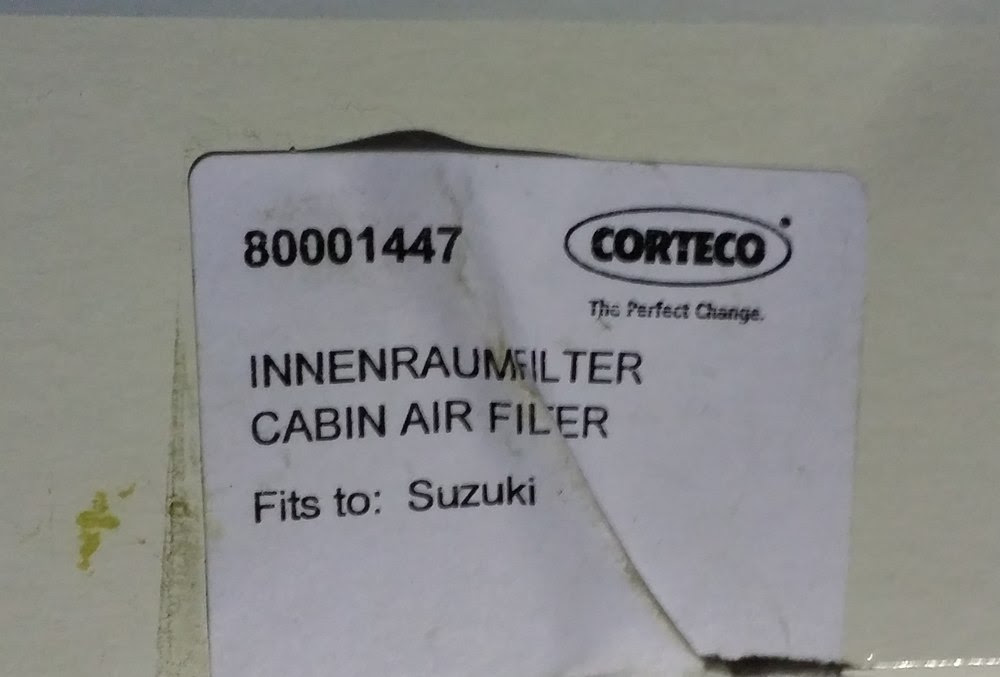 80001447
CORTECO
The Perfect Change.
INNENRAUMFILTER
CABIN AIR FILTER
Fits to: Suzuki